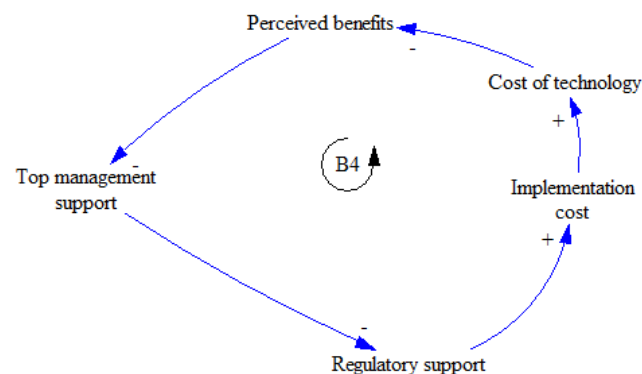 Perceived benefits
-
Cost of technology
+
B4
-
Top management
support
Implementation
cost
+
-
Regulatory support